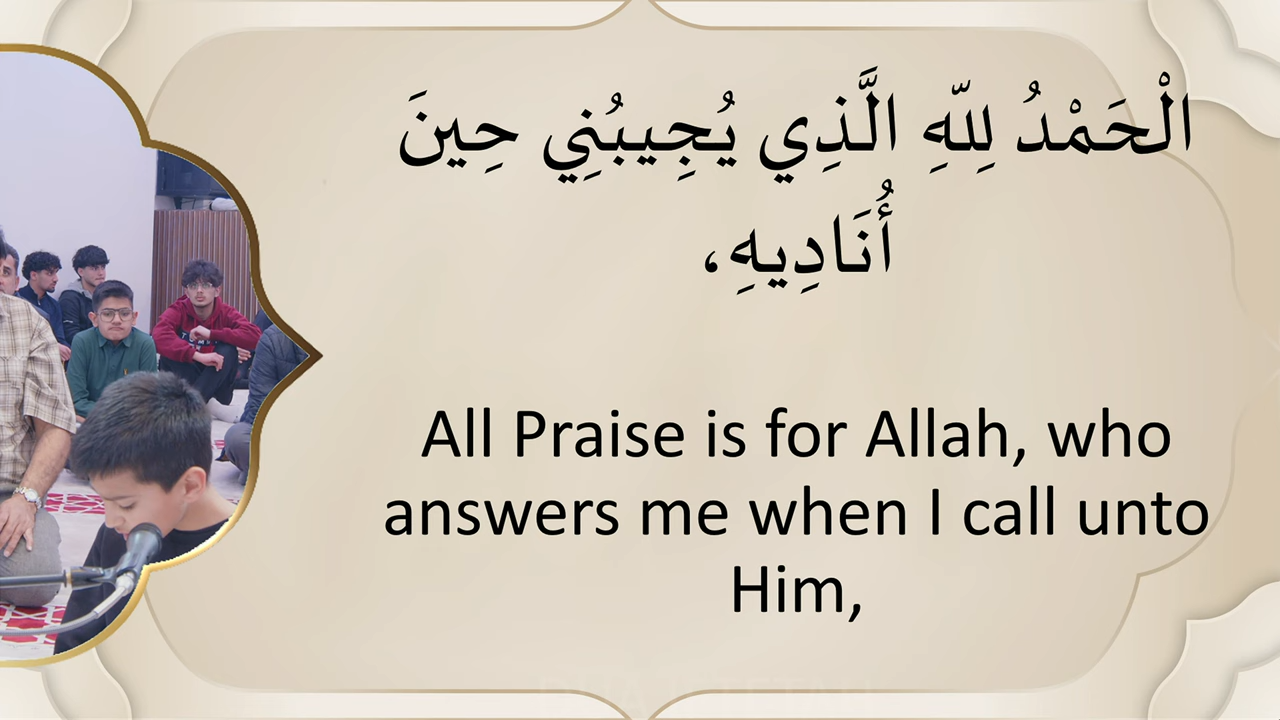 الْحَمْدُ لِلّهِ الَّذِي يُجِيبُنِي حِينَ
أُنَادِيهِ،
All Praise is for Allah, who
answers me when I call unto
Him,